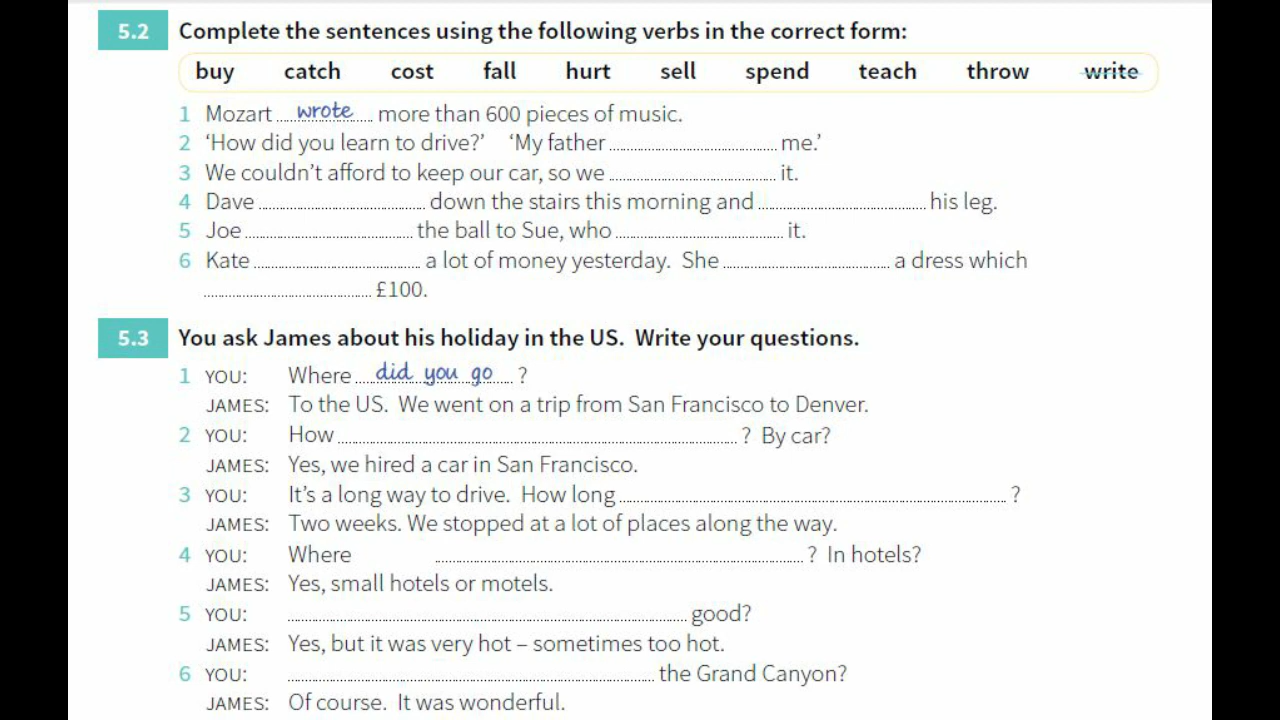 5.2 Complete the sentences using the following verbs in the correct form:
buy catch cost fall hurt sell spend teach throw write
1 Mozart wrote more than 600 pieces of music.
2 ‘How did you learn to drive?’ ‘My father .................... me.’
3 We couldn’t afford to keep our car, so we .................... it.
4 Dave .................... down the stairs this morning and .................... his leg.
5 Joe .................... the ball to Sue, who .................... it.
6 Kate .................... a lot of money yesterday. She .................... a dress which
.................... £100.
5.3 You ask James about his holiday in the US. Write your questions.
1 YOU: Where did you go ?
JAMES: To the US. We went on a trip from San Francisco to Denver.
2 YOU: How .................... ? By car?
JAMES: Yes, we hired a car in San Francisco.
3 YOU: It’s a long way to drive. How long .................... ?
JAMES: Two weeks. We stopped at a lot of places along the way.
4 YOU: Where .................... ? In hotels?
JAMES: Yes, small hotels or motels.
5 YOU: .................... good?
JAMES: Yes, but it was very hot – sometimes too hot.
6 YOU: .................... the Grand Canyon?
JAMES: Of course. It was wonderful.